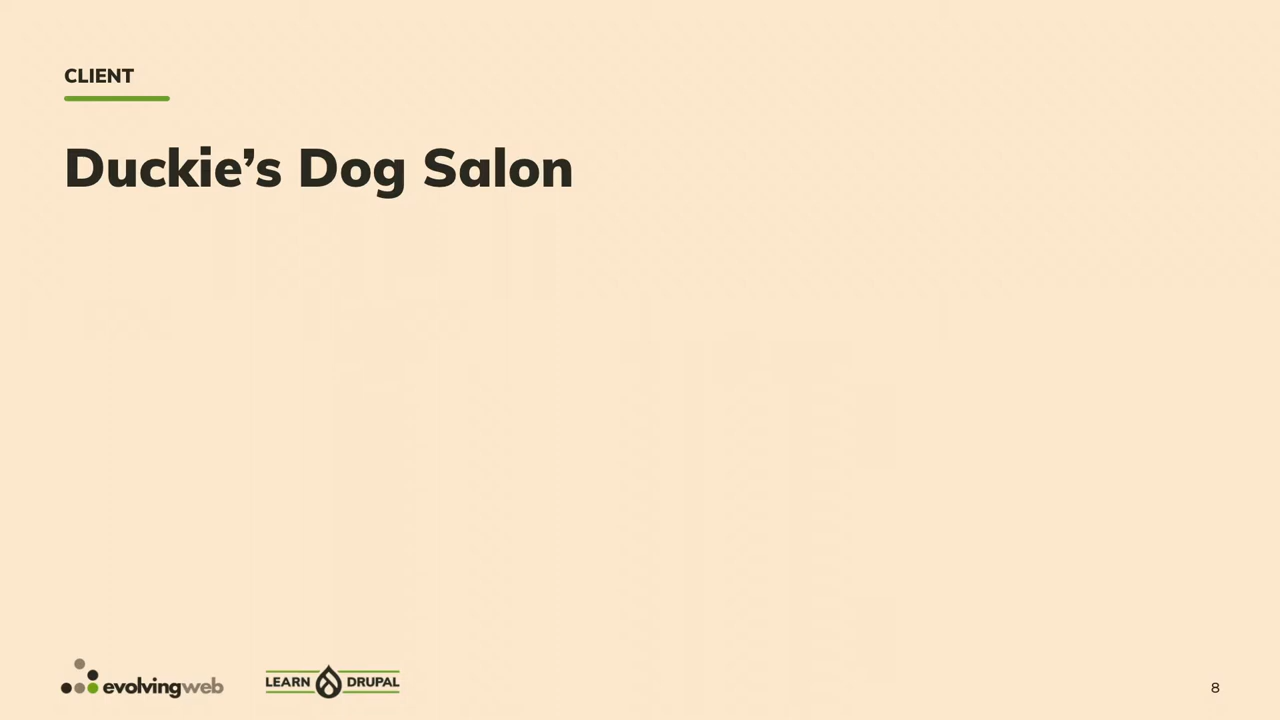 CLIENT
Duckie’s Dog Salon
evolvingweb
LEARN DRUPAL
8